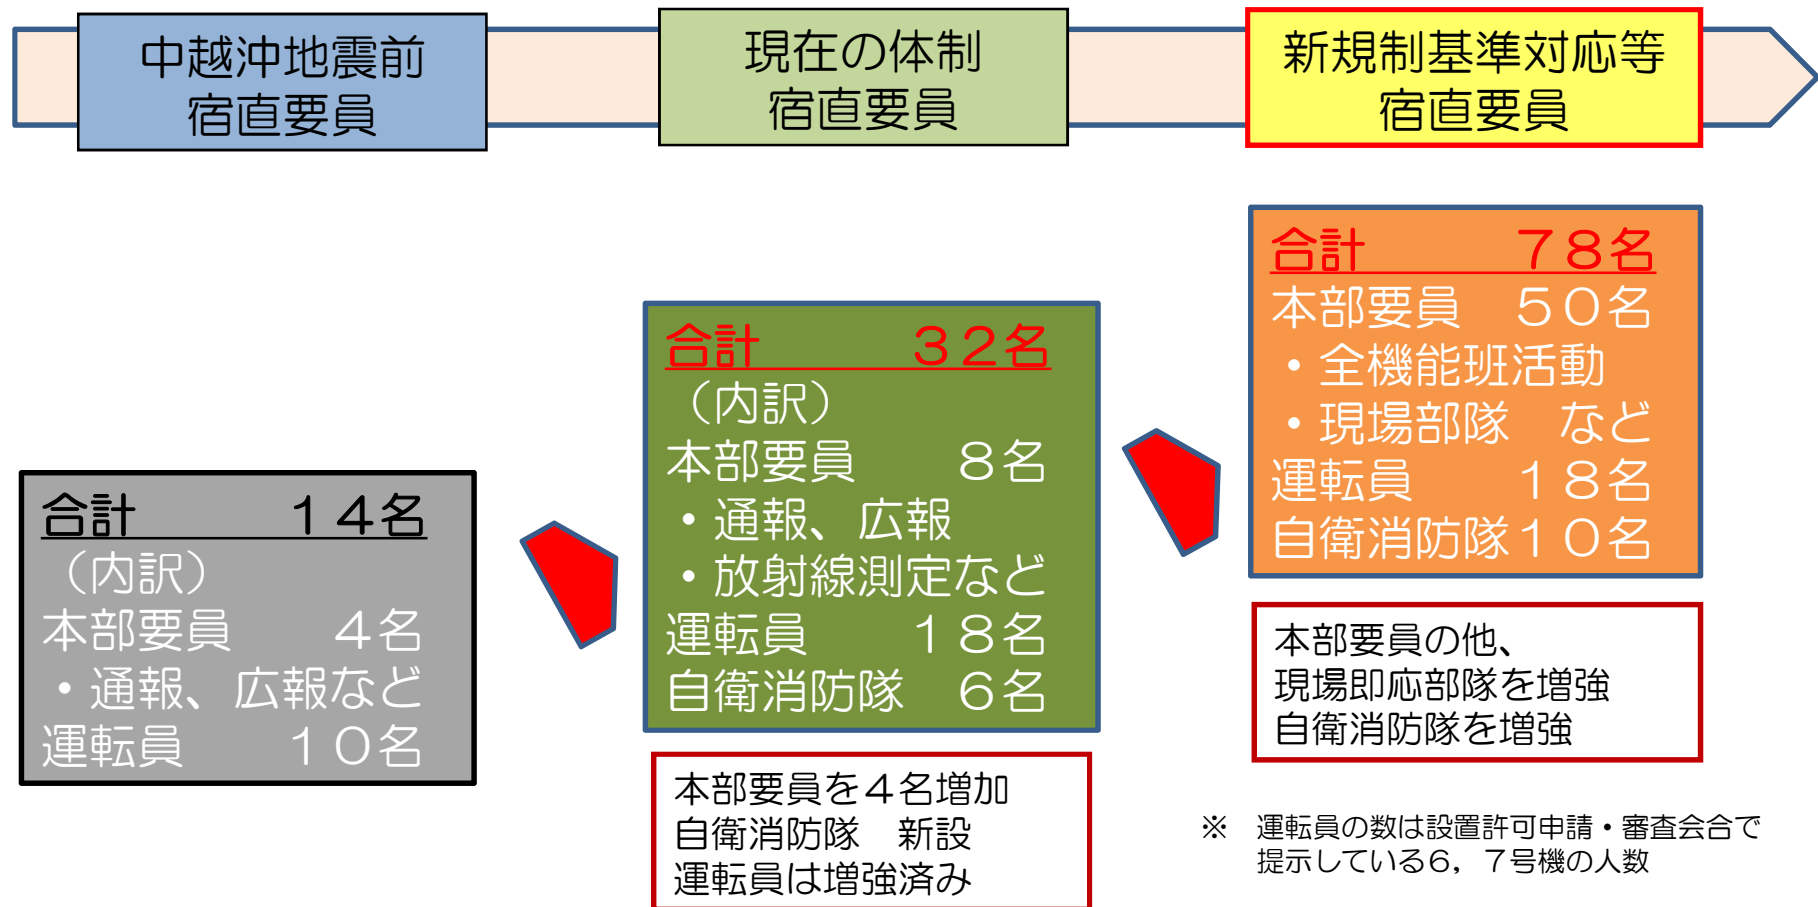 中越沖地震前
宿直要員
現在の体制
宿直要員
新規制基準対応等
宿直要員
合計　　　１４名
（内訳）
本部要員　　４名
・通報、広報など
運転員　　１０名
合計　　　３２名
（内訳）
本部要員　　８名
・通報、広報
・放射線測定など
運転員　　１８名
自衛消防隊　６名
本部要員を４名増加
自衛消防隊　新設
運転員は増強済み
合計　　　７８名
本部要員　５０名
・全機能班活動
・現場部隊　など
運転員　　１８名
自衛消防隊１０名
本部要員の他、
現場即応部隊を増強
自衛消防隊を増強
※　運転員の数は設置許可申請・審査会合で
提示している６，７号機の人数